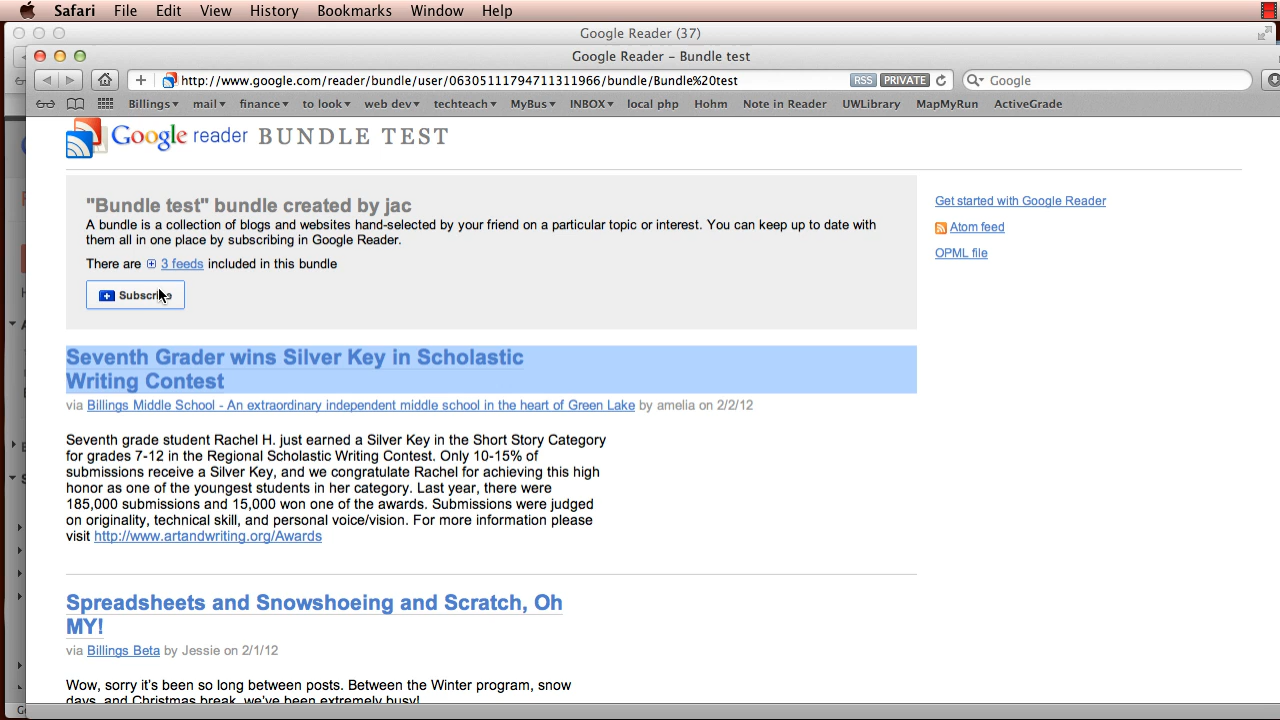 Safari File Edit View History Bookmarks Window Help
Google Reader (37)
Google Reader – Bundle test
http://www.google.com/reader/bundle/user/06305111794711311966/bundle/Bundle%20test RSS PRIVATE Google
Billings mail finance to look web dev techteach MyBus INBOX local php Hohm Note in Reader UWLibrary MapMyRun ActiveGrade
Google reader BUNDLE TEST
"Bundle test" bundle created by jac
A bundle is a collection of blogs and websites hand-selected by your friend on a particular topic or interest. You can keep up to date with
them all in one place by subscribing in Google Reader.
There are 3 feeds included in this bundle
Subscribe
Get started with Google Reader
Atom feed
OPML file
Seventh Grader wins Silver Key in Scholastic
Writing Contest
via Billings Middle School - An extraordinary independent middle school in the heart of Green Lake by amelia on 2/2/12
Seventh grade student Rachel H. just earned a Silver Key in the Short Story Category
for grades 7-12 in the Regional Scholastic Writing Contest. Only 10-15% of
submissions receive a Silver Key, and we congratulate Rachel for achieving this high
honor as one of the youngest students in her category. Last year, there were
185,000 submissions and 15,000 won one of the awards. Submissions were judged
on originality, technical skill, and personal voice/vision. For more information please
visit http://www.artandwriting.org/Awards
Spreadsheets and Snowshoeing and Scratch, Oh
MY!
via Billings Beta by Jessie on 2/1/12
Wow, sorry it's been so long between posts. Between the Winter program, snow
days, and Christmas break, we've been extremely busy!